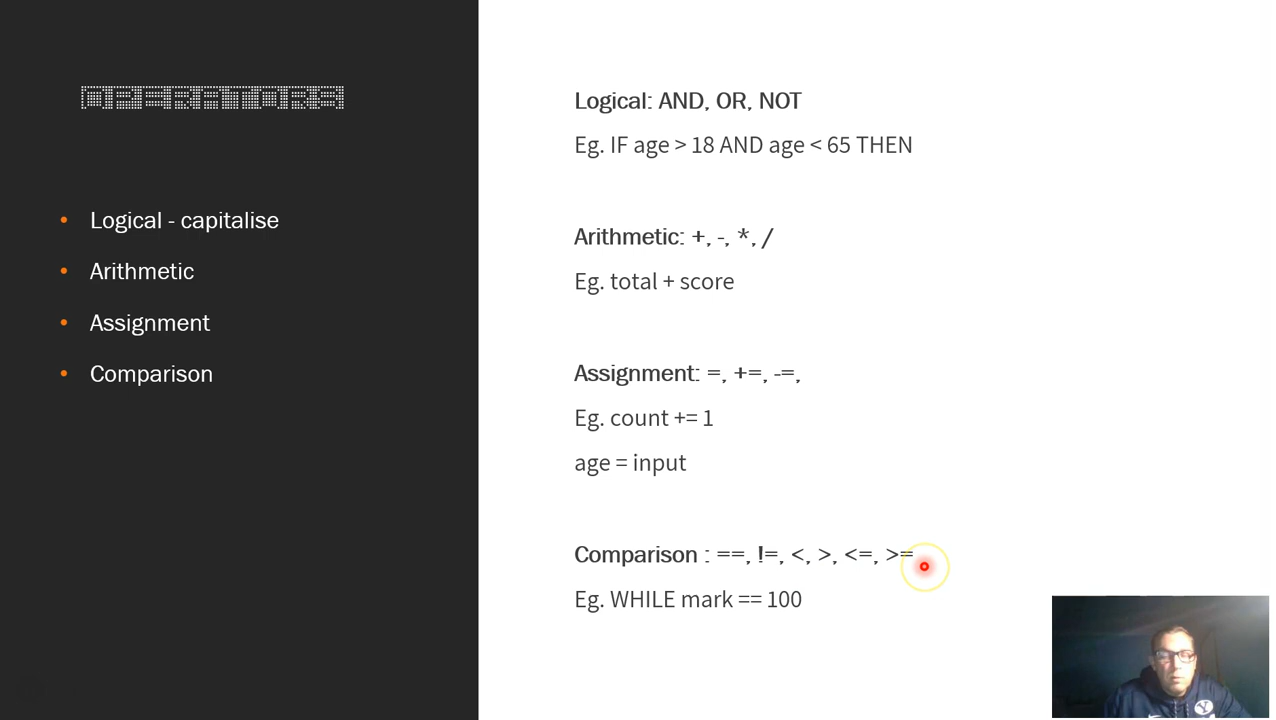 OPERATORS
Logical - capitalise
Arithmetic
Assignment
Comparison
Logical: AND, OR, NOT
Eg. IF age > 18 AND age < 65 THEN
Arithmetic: +, -, *, /
Eg. total + score
Assignment: =, +=, -=,
Eg. count += 1
age = input
Comparison : ==, !=, <, >, <=, >=
Eg. WHILE mark == 100
Y